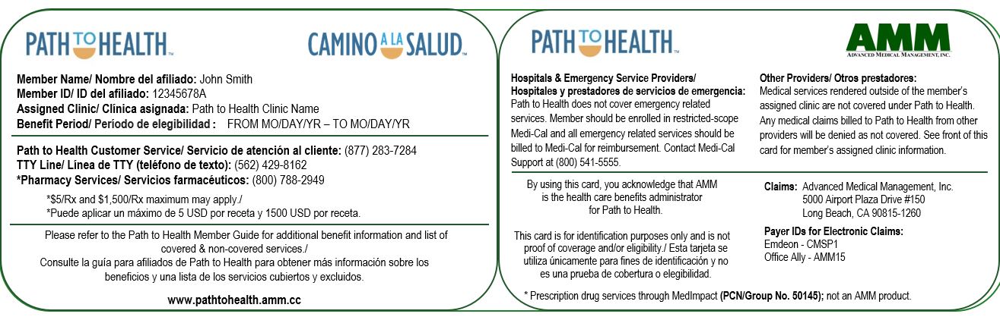 PATH TO HEALTH™
CAMINO A LA SALUD™
Member Name/ Nombre del afiliado: John Smith
Member ID/ ID del afiliado: 12345678A
Assigned Clinic/ Clinica asignada: Path to Health Clinic Name
Benefit Period/ Período de elegibilidad : FROM MO/DAY/YR – TO MO/DAY/YR
Path to Health Customer Service/ Servicio de atención al cliente: (877) 283-7284
TTY Line/ Línea de TTY (teléfono de texto): (562) 429-8162
*Pharmacy Services/ Servicios farmacéuticos: (800) 788-2949
*$5/Rx and $1,500/Rx maximum may apply./
*Puede aplicar un máximo de 5 USD por receta y 1500 USD por receta.
Please refer to the Path to Health Member Guide for additional benefit information and list of
covered & non-covered services./
Consulte la guía para afiliados de Path to Health para obtener más información sobre los
beneficios y una lista de los servicios cubiertos y excluidos.
www.pathtohealth.amm.cc
PATH TO HEALTH™
AMM
ADVANCED MEDICAL MANAGEMENT, INC.
Hospitals & Emergency Service Providers/
Hospitales y prestadores de servicios de emergencia:
Path to Health does not cover emergency related
services. Member should be enrolled in restricted-scope
Medi-Cal and all emergency related services should be
billed to Medi-Cal for reimbursement. Contact Medi-Cal
Support at (800) 541-5555.
Other Providers/ Otros prestadores:
Medical services rendered outside of the member's
assigned clinic are not covered under Path to Health.
Any medical claims billed to Path to Health from other
providers will be denied as not covered. See front of this
card for member's assigned clinic information.
By using this card, you acknowledge that AMM
is the health care benefits administrator
for Path to Health.
This card is for identification purposes only and is not
proof of coverage and/or eligibility./ Esta tarjeta se
utiliza únicamente para fines de identificación y no
es una prueba de cobertura o elegibilidad.
Claims: Advanced Medical Management, Inc.
5000 Airport Plaza Drive #150
Long Beach, CA 90815-1260
Payer IDs for Electronic Claims:
Emdeon - CMSP1
Office Ally - AMM15
* Prescription drug services through MedImpact (PCN/Group No. 50145); not an AMM product.